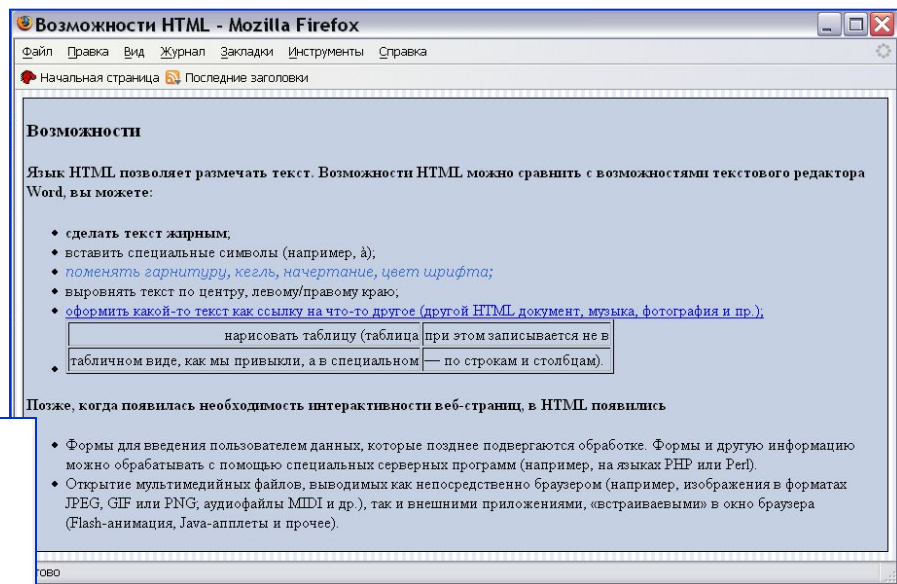 Возможности HTML - Mozilla Firefox
Файл Правка Вид Журнал Закладки Инструменты Справка
Начальная страница Последние заголовки
Возможности
Язык HTML позволяет размечать текст. Возможности HTML можно сравнить с возможностями текстового редактора
Word, вы можете:
• сделать текст жирным;
• вставить специальные символы (например, à);
• поменять гарнитуру, кегль, начертание, цвет шрифта;
• выровнять текст по центру, левому/правому краю;
• оформить какой-то текст как ссылку на что-то другое (другой HTML документ, музыка, фотография и пр.);
нарисовать таблицу (таблица при этом записывается не в
• табличном виде, как мы привыкли, а в специальном — по строкам и столбцам).
Позже, когда появилась необходимость интерактивности веб-страниц, в HTML появились
• Формы для введения пользователем данных, которые позднее подвергаются обработке. Формы и другую информацию
можно обрабатывать с помощью специальных серверных программ (например, на языках PHP или Perl).
• Открытие мультимедийных файлов, выводимых как непосредственно браузером (например, изображения в форматах
JPEG, GIF или PNG; аудиофайлы MIDI и др.), так и внешними приложениями, «встраиваемыми» в окно браузера
(Flash-анимация, Java-апплеты и прочее).
тово